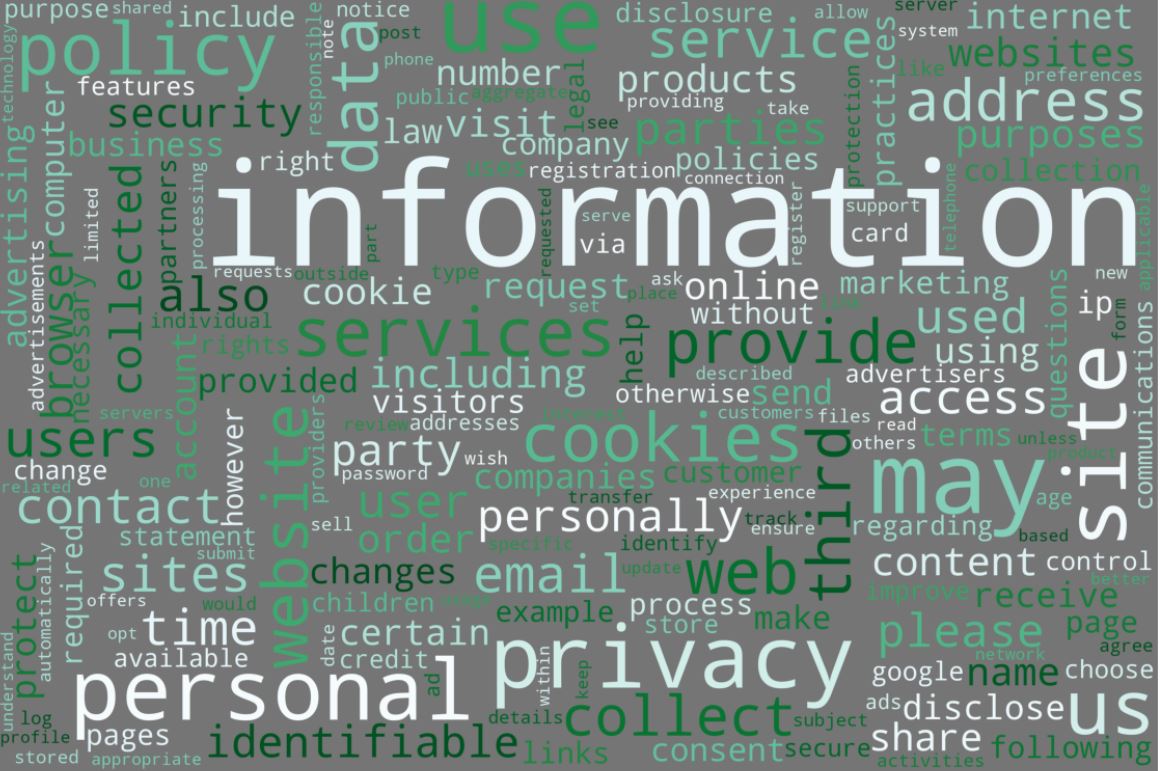 purpose
shared
include
notice
disclosure
allow
server
internet
policy
technology
responsible
note
data
post
use
service
practices
system
websites
features
phone
number
products
like
preferences
security
public
aggregate
legal
providing
take
address
business
law
visit
see
parties
protection
purposes
advertising
computer
right
company
policies
collection
uses
registration
connection
information
limited
collected
partners
processing
requested
serve
via
register
support
card
telephone
applicable
advertisements
browser
necessary
part
requests
outside
type
request
ask
online
marketing
questions
new
also
cookie
set
place
without
link
used
ip
form
communications
individual
rights
services
help
provide
using
site
account
provided
including
described
advertisers
visitors
otherwise
send
access
servers
however
website
providers
review
addresses
interest
customers
files
read
users
party
wish
cookies
third
others
terms
unless
product
change
password
companies
customer
may
related
one
contact
user
transfer
experience
age
statement
sell
personally
track
ensure
regarding
based
submit
order
specific
identify
content
control
protect
automatically
required
sites
changes
email
update
web
better
offers
would
children
usage
example
process
make
improve
receive
opt
time
date
certain
store
please
page
understand
available
credit
privacy
network
agree
personal
ad
within
keep
google
name
choose
log
details
collect
subject
ads
disclose
us
profile
pages
identifiable
share
stored
appropriate
links
consent
secure
activities
following